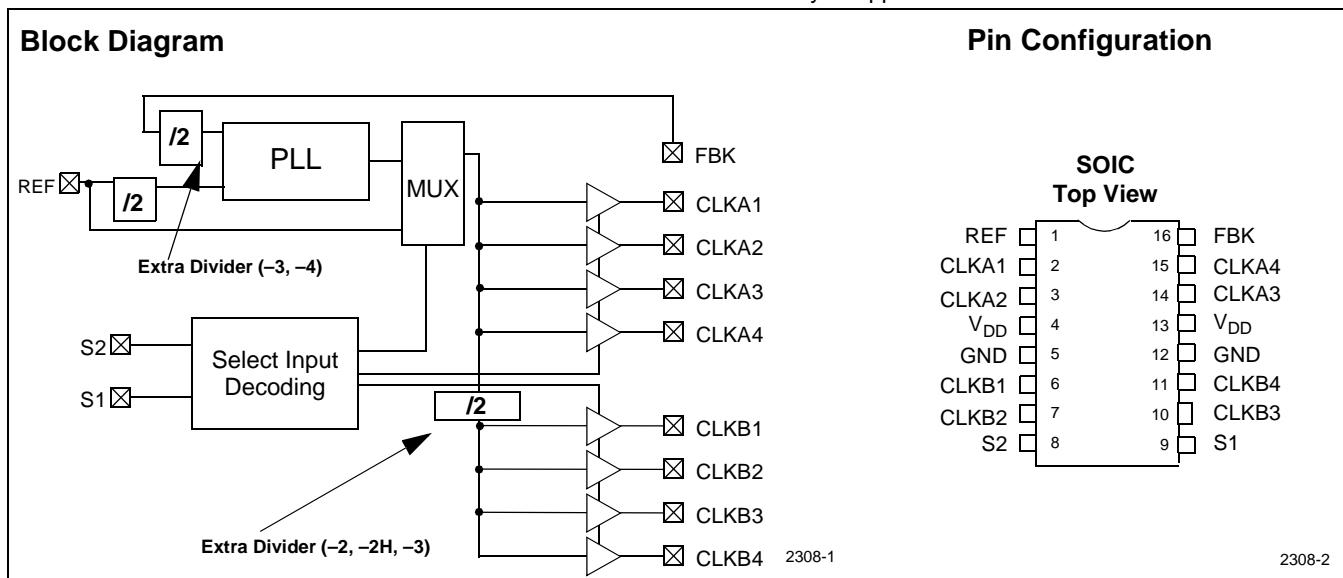 Block Diagram
/2
PLL
MUX
REF
/2
FBK
CLKA1
CLKA2
CLKA3
CLKA4
Extra Divider (–3, –4)
S2
S1
Select Input
Decoding
/2
CLKB1
CLKB2
CLKB3
CLKB4
Extra Divider (–2, –2H, –3)
2308-1
Pin Configuration
SOIC
Top View
REF 1 16 FBK
CLKA1 2 15 CLKA4
CLKA2 3 14 CLKA3
VDD 4 13 VDD
GND 5 12 GND
CLKB1 6 11 CLKB4
CLKB2 7 10 CLKB3
S2 8 9 S1
2308-2